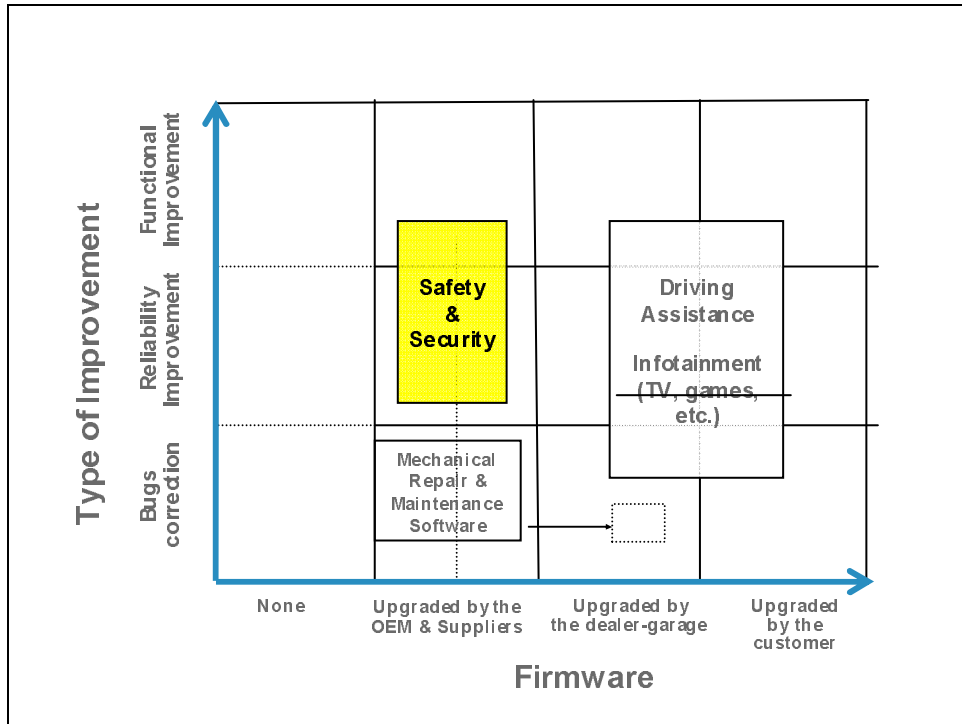 Type of Improvement
Functional
Improvement
Reliability
Improvement
Bugs
correction
Safety
&
Security
Driving
Assistance
Infotainment
(TV, games,
etc.)
Mechanical
Repair &
Maintenance
Software
None
Upgraded by the
OEM & Suppliers
Upgraded by
the dealer-garage
Upgraded
by the
customer
Firmware